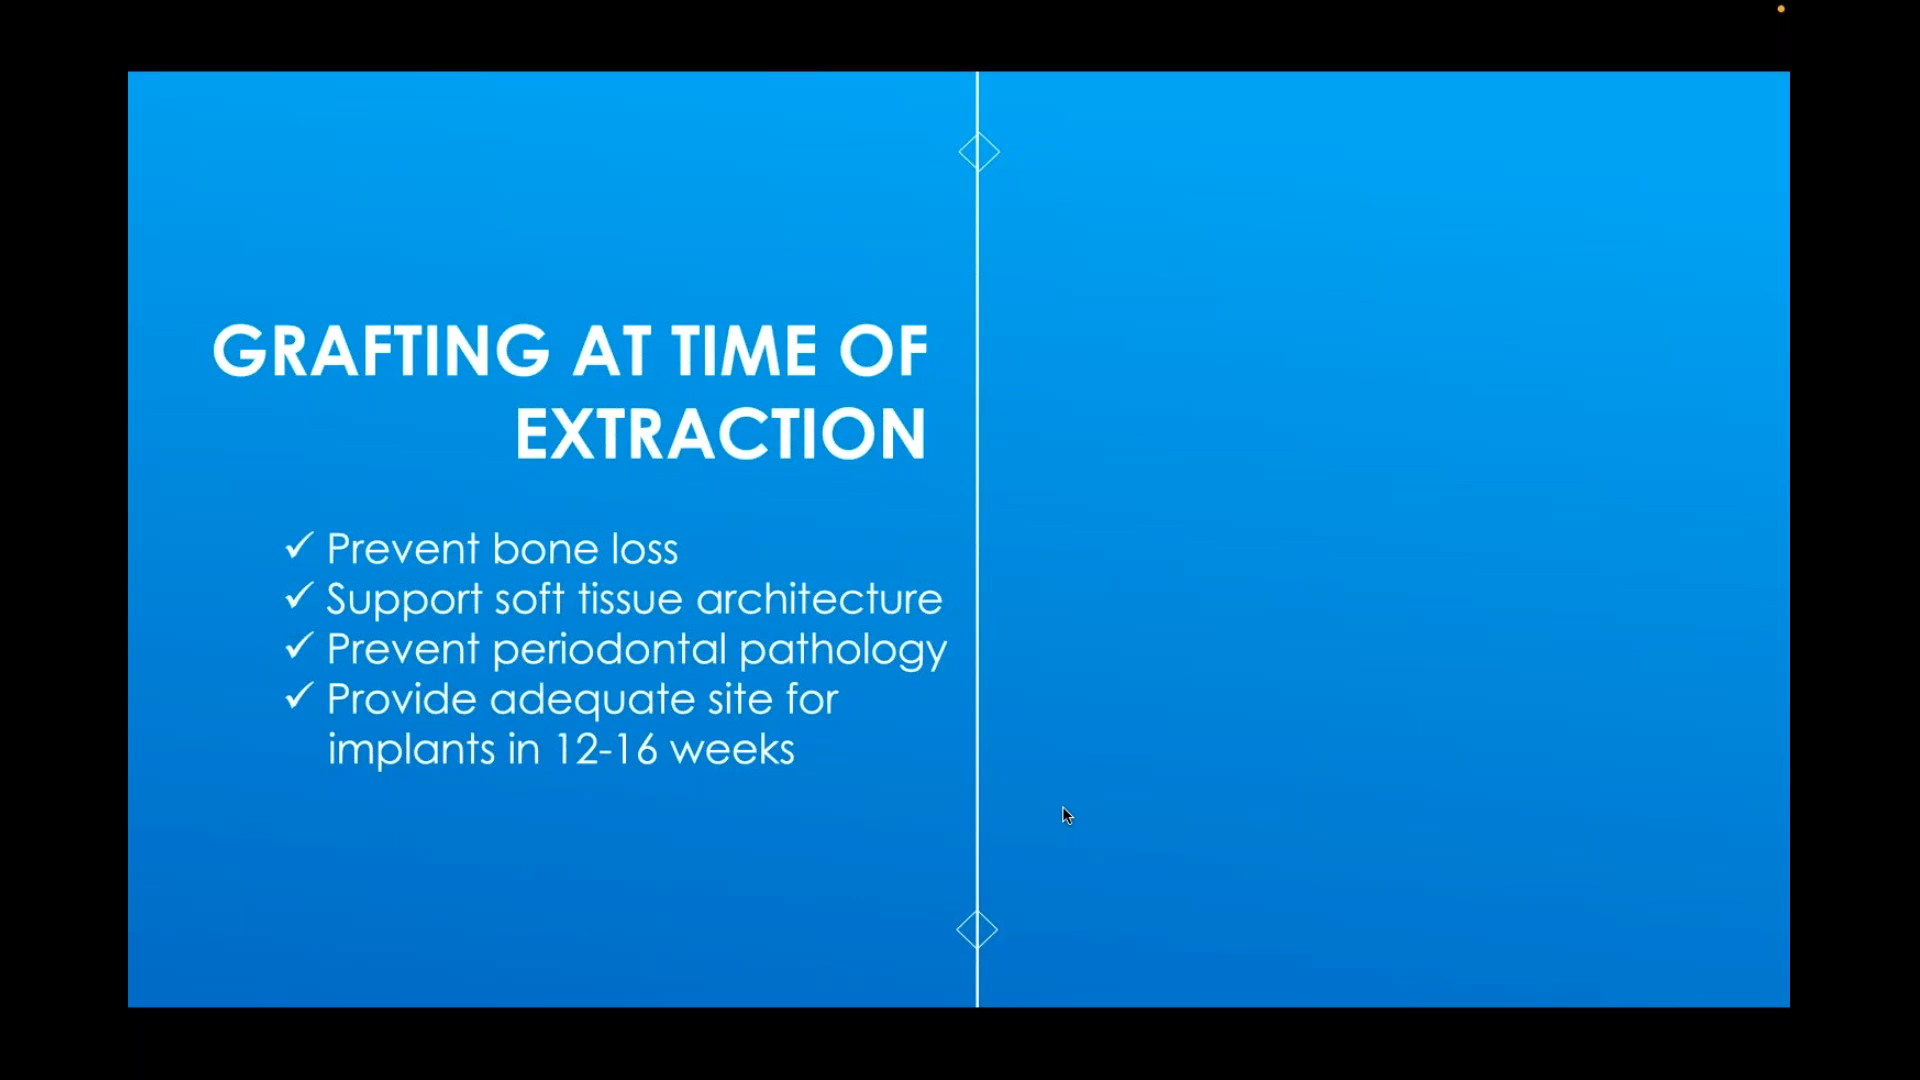 GRAFTING AT TIME OF
EXTRACTION
✓ Prevent bone loss
✓ Support soft tissue architecture
✓ Prevent periodontal pathology
✓ Provide adequate site for
implants in 12-16 weeks